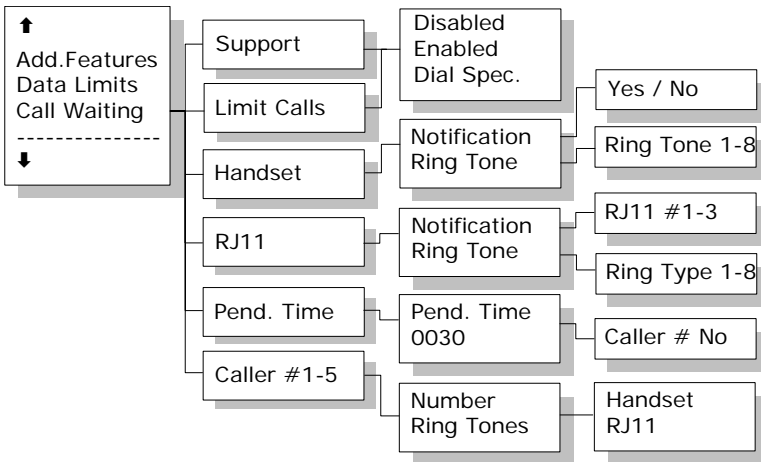 Add.Features
Data Limits
Call Waiting
Support
Limit Calls
Handset
RJ11
Pend. Time
Caller #1-5
Disabled
Enabled
Dial Spec.
Notification
Ring Tone
Notification
Ring Tone
Pend. Time
0030
Number
Ring Tones
Yes / No
Ring Tone 1-8
RJ11 #1-3
Ring Type 1-8
Caller # No
Handset
RJ11